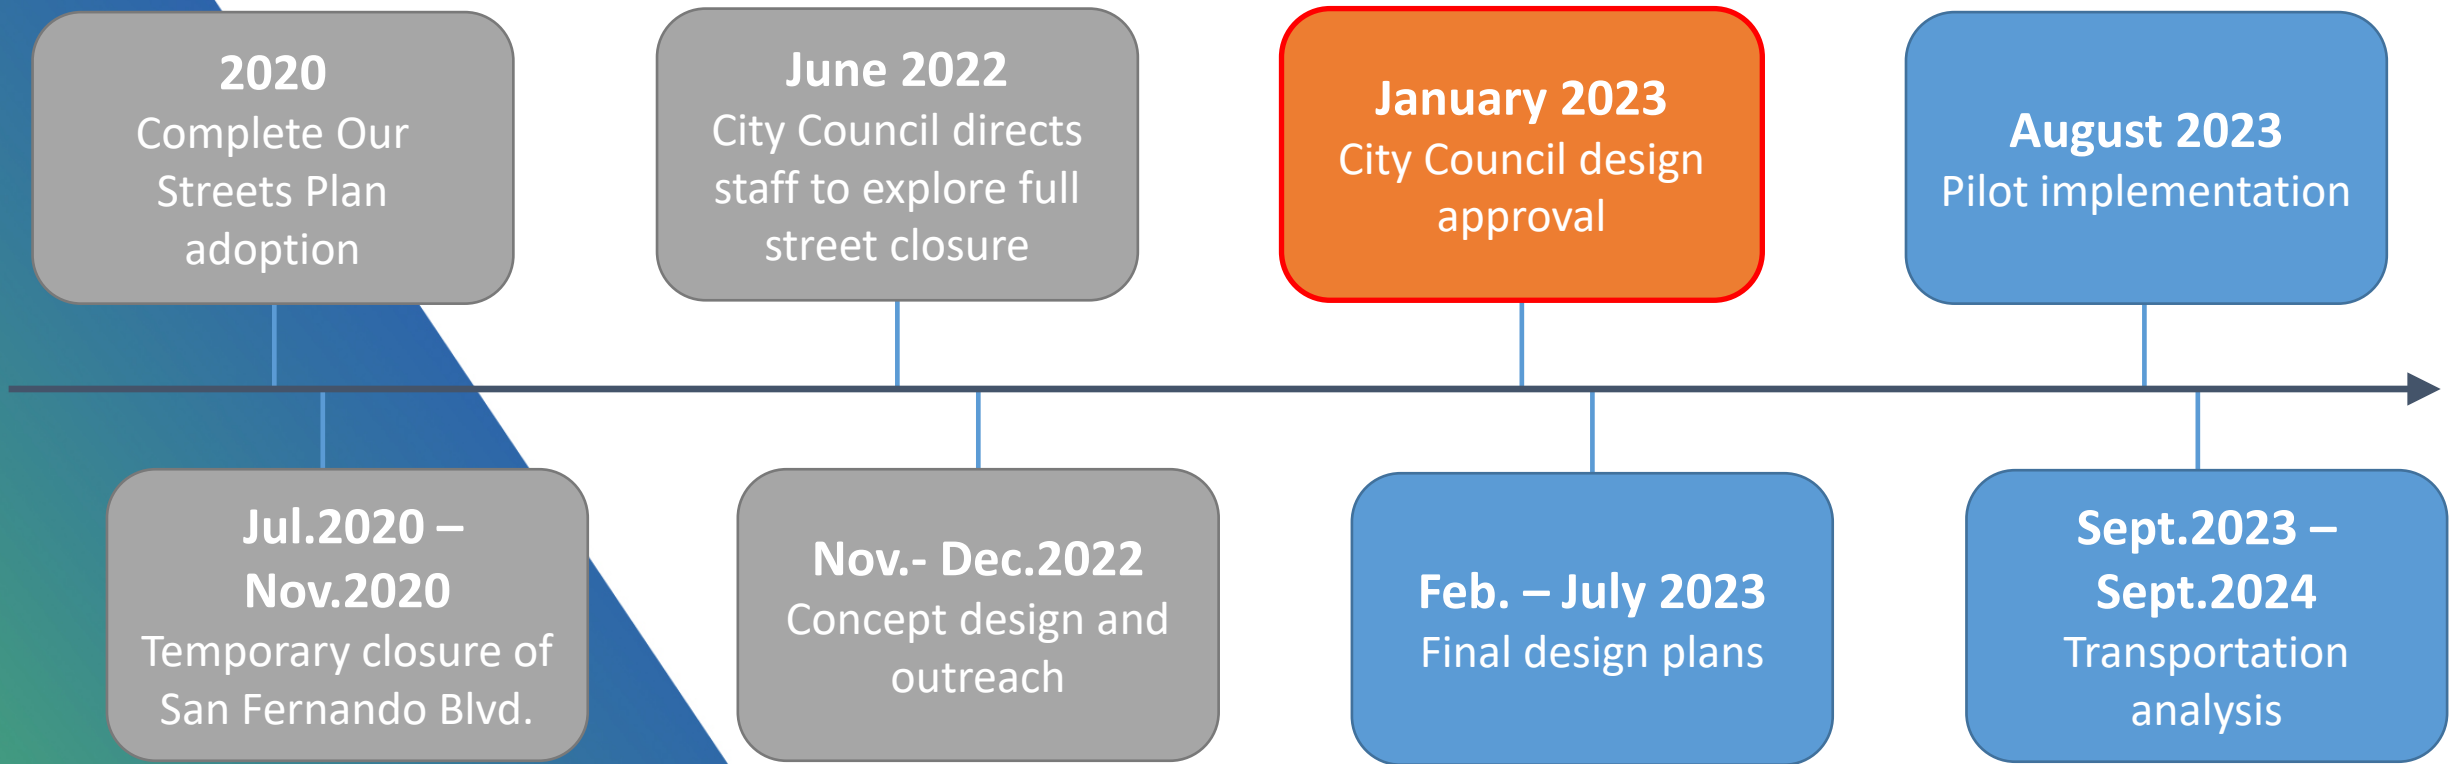 2020
Complete Our
Streets Plan
adoption
Jul.2020 –
Nov.2020
Temporary closure of
San Fernando Blvd.
June 2022
City Council directs
staff to explore full
street closure
Nov.- Dec.2022
Concept design and
outreach
January 2023
City Council design
approval
Feb. – July 2023
Final design plans
August 2023
Pilot implementation
Sept.2023 –
Sept.2024
Transportation
analysis